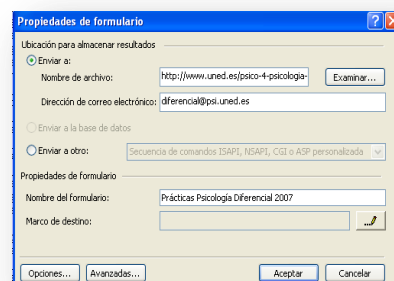 Propiedades de formulario
Ubicación para almacenar resultados
Enviar a:
Nombre de archivo: http://www.uned.es/psico-4-psicologia- Examinar...
Dirección de correo electrónico: diferencial@psi.uned.es
Enviar a la base de datos
Enviar a otro: Secuencia de comandos ISAPI, NSAPI, CGI o ASP personalizada
Propiedades de formulario
Nombre del formulario: Prácticas Psicología Diferencial 2007
Marco de destino:
Opciones... Avanzadas... Aceptar Cancelar